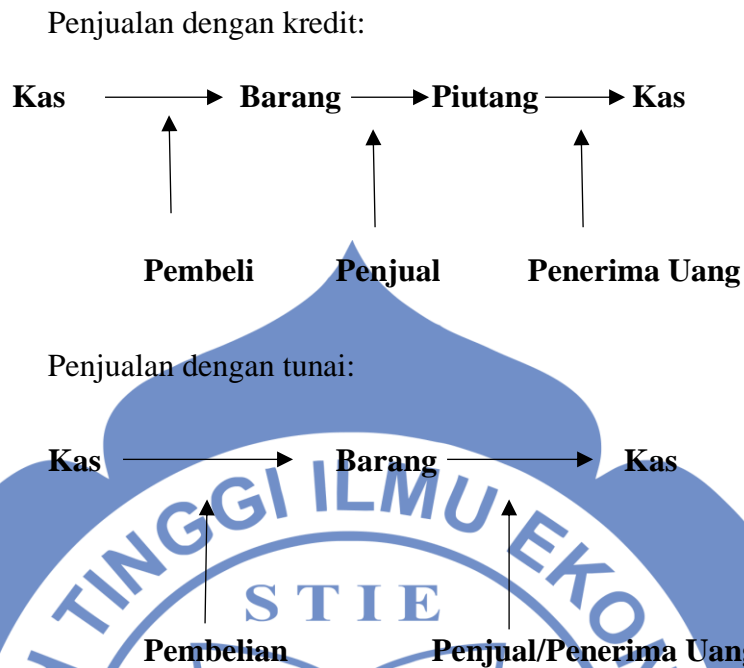 Penjualan dengan kredit:
Kas Barang Piutang Kas
Pembeli Penjual Penerima Uang
Penjualan dengan tunai:
Kas Barang Kas
TINGGI ILMU EKO
STIE
Pembelian Penjual/Penerima Uang